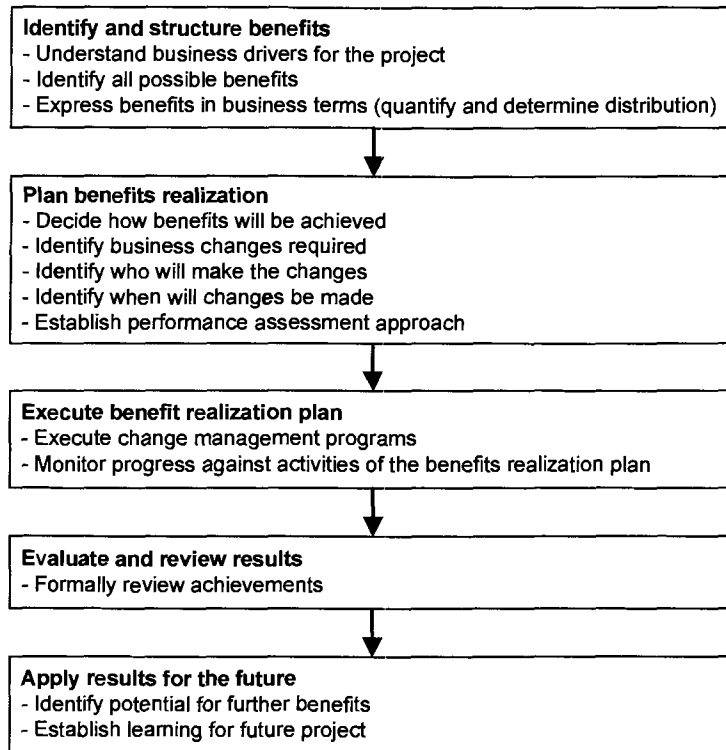 Identify and structure benefits
- Understand business drivers for the project
- Identify all possible benefits
- Express benefits in business terms (quantify and determine distribution)
Plan benefits realization
- Decide how benefits will be achieved
- Identify business changes required
- Identify who will make the changes
- Identify when will changes be made
- Establish performance assessment approach
Execute benefit realization plan
- Execute change management programs
- Monitor progress against activities of the benefits realization plan
Evaluate and review results
- Formally review achievements
Apply results for the future
- Identify potential for further benefits
- Establish learning for future project